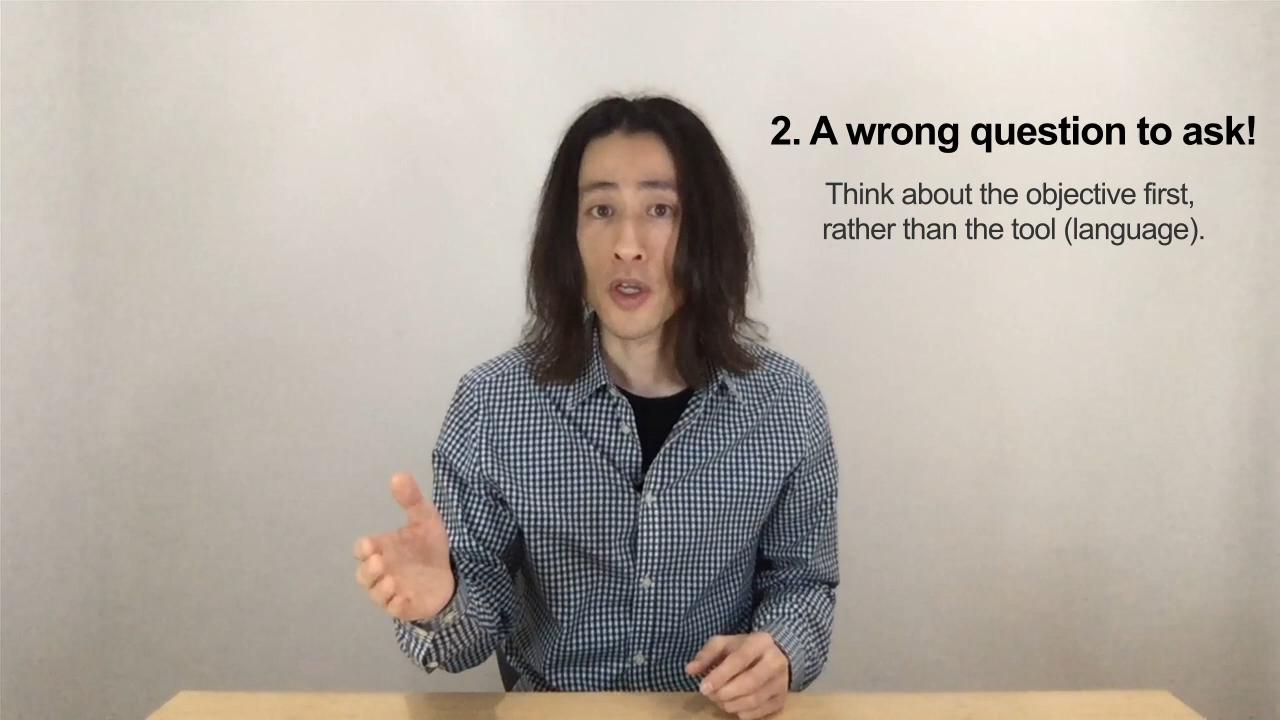 2. A wrong question to ask!
Think about the objective first,
rather than the tool (language).